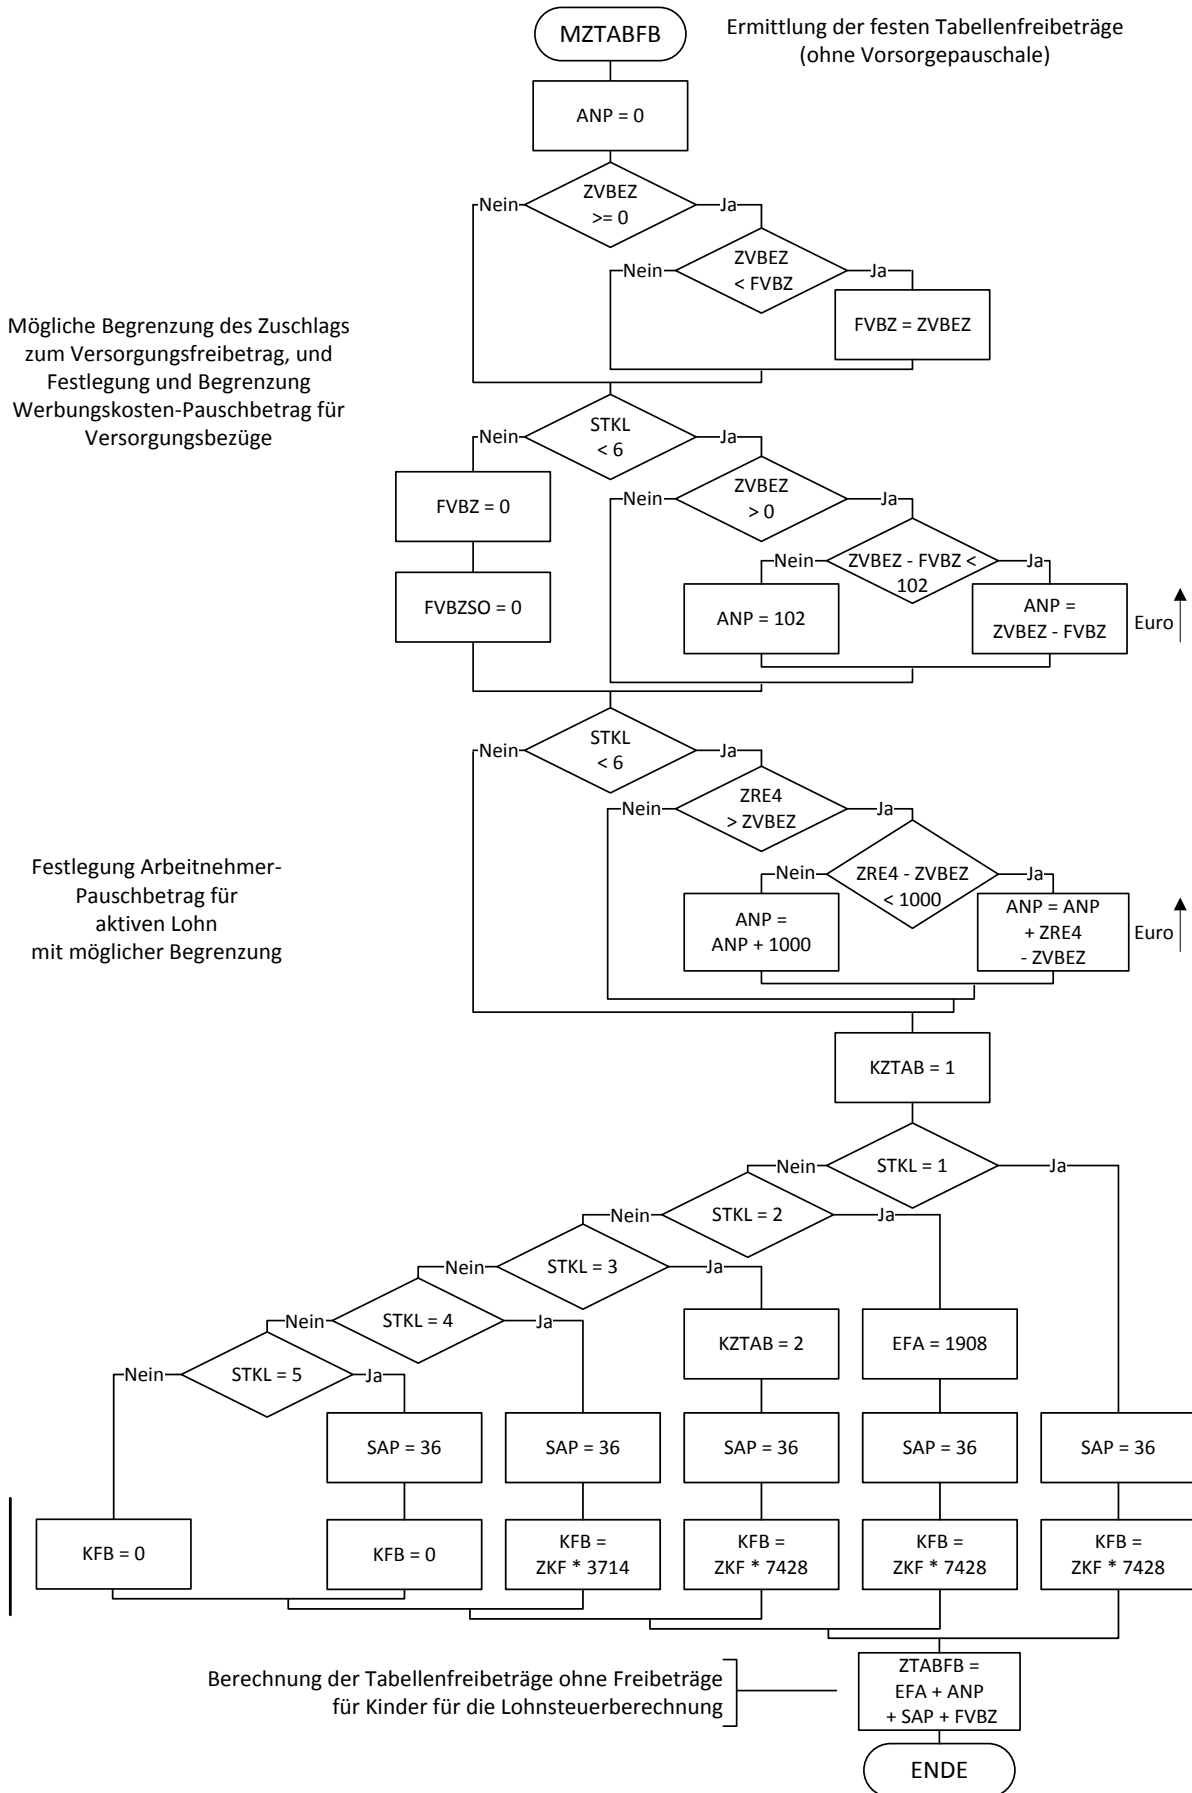 MZTABFB
Ermittlung der festen Tabellenfreibeträge
(ohne Vorsorgepauschale)
ANP = 0
ZVBEZ
>= 0
Nein
Ja
ZVBEZ
< FVBZ
Nein
Ja
FVBZ = ZVBEZ
Mögliche Begrenzung des Zuschlags
zum Versorgungsfreibetrag, und
Festlegung und Begrenzung
Werbungskosten-Pauschbetrag für
Versorgungsbezüge
STKL
< 6
Nein
Ja
FVBZ = 0
FVBZSO = 0
ZVBEZ
> 0
Nein
Ja
ZVBEZ - FVBZ <
102
Nein
Ja
ANP = 102
ANP =
ZVBEZ - FVBZ
Euro
STKL
< 6
Nein
Ja
ZRE4
> ZVBEZ
Nein
Ja
Festlegung Arbeitnehmer-
Pauschbetrag für
aktiven Lohn
mit möglicher Begrenzung
ZRE4 - ZVBEZ
< 1000
Nein
Ja
ANP =
ANP + 1000
ANP = ANP
+ ZRE4
- ZVBEZ
Euro
KZTAB = 1
Nein
STKL = 1
Ja
Nein
STKL = 2
Ja
Nein
STKL = 3
Ja
Nein
STKL = 4
Ja
Nein
STKL = 5
Ja
KZTAB = 2
EFA = 1908
SAP = 36
SAP = 36
SAP = 36
SAP = 36
SAP = 36
KFB = 0
KFB = 0
KFB =
ZKF * 3714
KFB =
ZKF * 7428
KFB =
ZKF * 7428
KFB =
ZKF * 7428
Berechnung der Tabellenfreibeträge ohne Freibeträge
für Kinder für die Lohnsteuerberechnung
ZTABFB =
EFA + ANP
+ SAP + FVBZ
ENDE